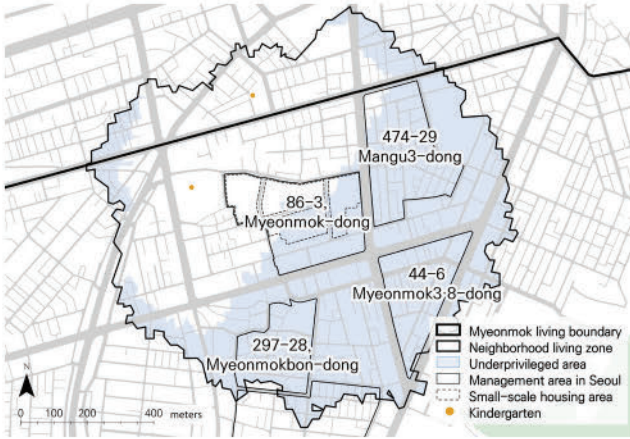 474-29
Mangu3-dong
86-3,
Myeonmok-dong
44-6
Myeonmok3·8-dong
297-28,
Myeonmokbon-dong
Myeonmok living boundary
Neighborhood living zone
Underprivileged area
Management area in Seoul
Small-scale housing area
Kindergarten
N
0 100 200 400 meters